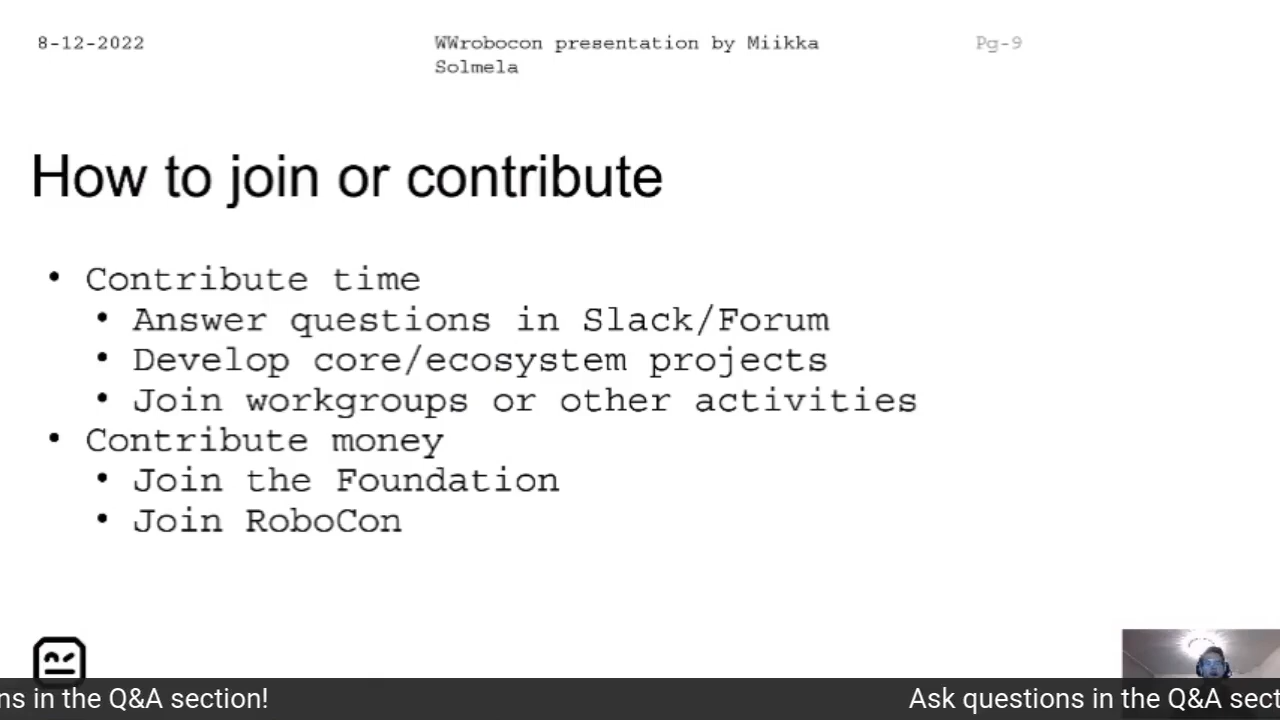 8-12-2022
WWrobocon presentation by Miikka
Solmela
Pg-9
How to join or contribute
• Contribute time
• Answer questions in Slack/Forum
• Develop core/ecosystem projects
• Join workgroups or other activities
• Contribute money
• Join the Foundation
• Join RoboCon
ns in the Q&A section!
Ask questions in the Q&A sect